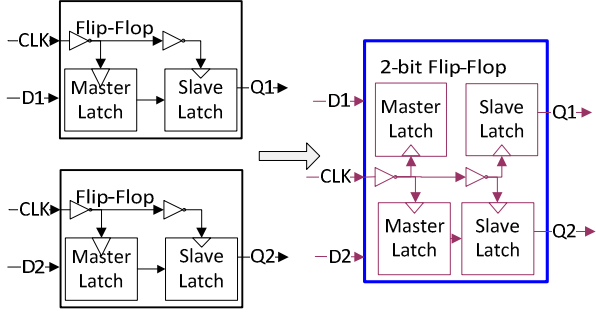 Flip-Flop
CLK
D1
Master
Latch
Slave
Latch
Q1
Flip-Flop
CLK
D2
Master
Latch
Slave
Latch
Q2
2-bit Flip-Flop
D1
Master
Latch
Slave
Latch
Q1
CLK
D2
Master
Latch
Slave
Latch
Q2